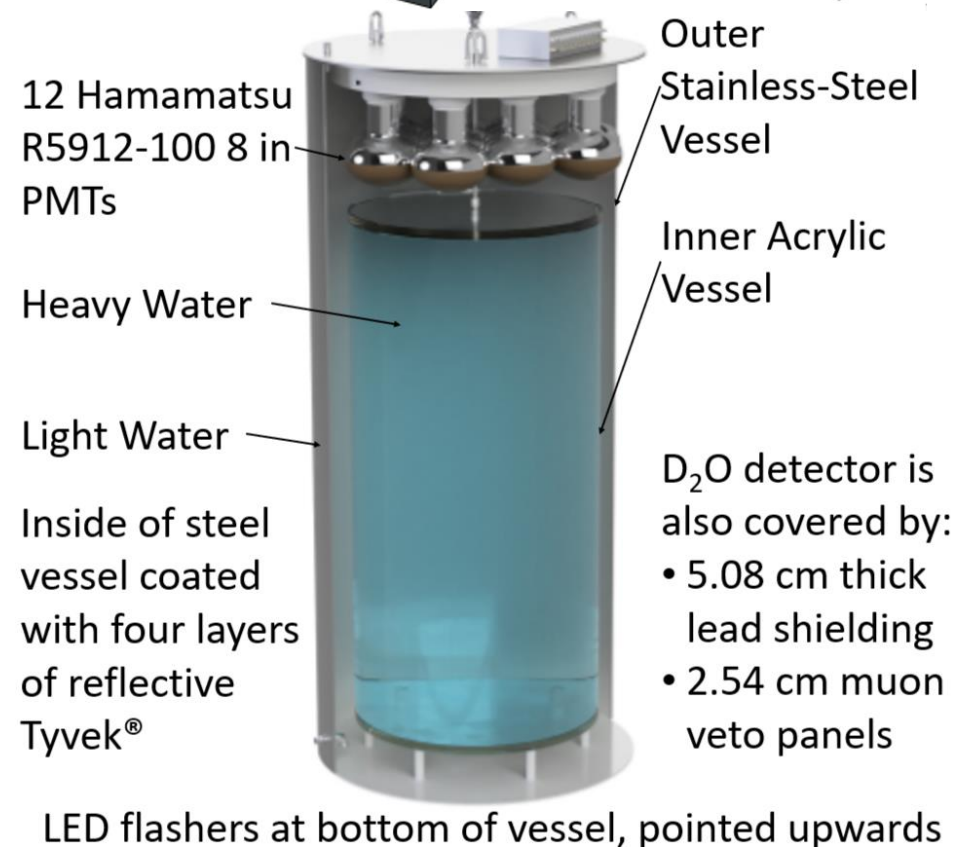 12 Hamamatsu
R5912-100 8 in
PMTs
Heavy Water
Light Water
Inside of steel
vessel coated
with four layers
of reflective
Tyvek®
Outer
Stainless-Steel
Vessel
Inner Acrylic
Vessel
D₂O detector is
also covered by:
• 5.08 cm thick
lead shielding
• 2.54 cm muon
veto panels
LED flashers at bottom of vessel, pointed upwards